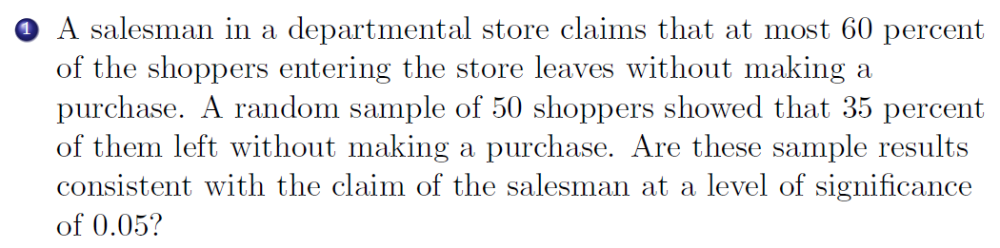 1 A salesman in a departmental store claims that at most 60 percent
of the shoppers entering the store leaves without making a
purchase. A random sample of 50 shoppers showed that 35 percent
of them left without making a purchase. Are these sample results
consistent with the claim of the salesman at a level of significance
of 0.05?